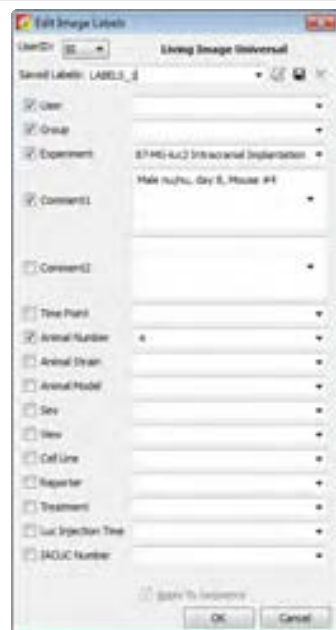 Edit Image Labels
UserID:
Living Image Universal
Saved Labels: LABELS_
User
Group
Experiment 87-MG-luc2 Intracranial Implantation
Comment1 Male nu/nu, day 8, Mouse #4
Comment2
Time Point
Animal Number 4
Animal Strain
Animal Model
Sex
View
Cell Line
Reporter
Treatment
Luc Injection Time
IACUC Number
Apply To Sequence
OK Cancel